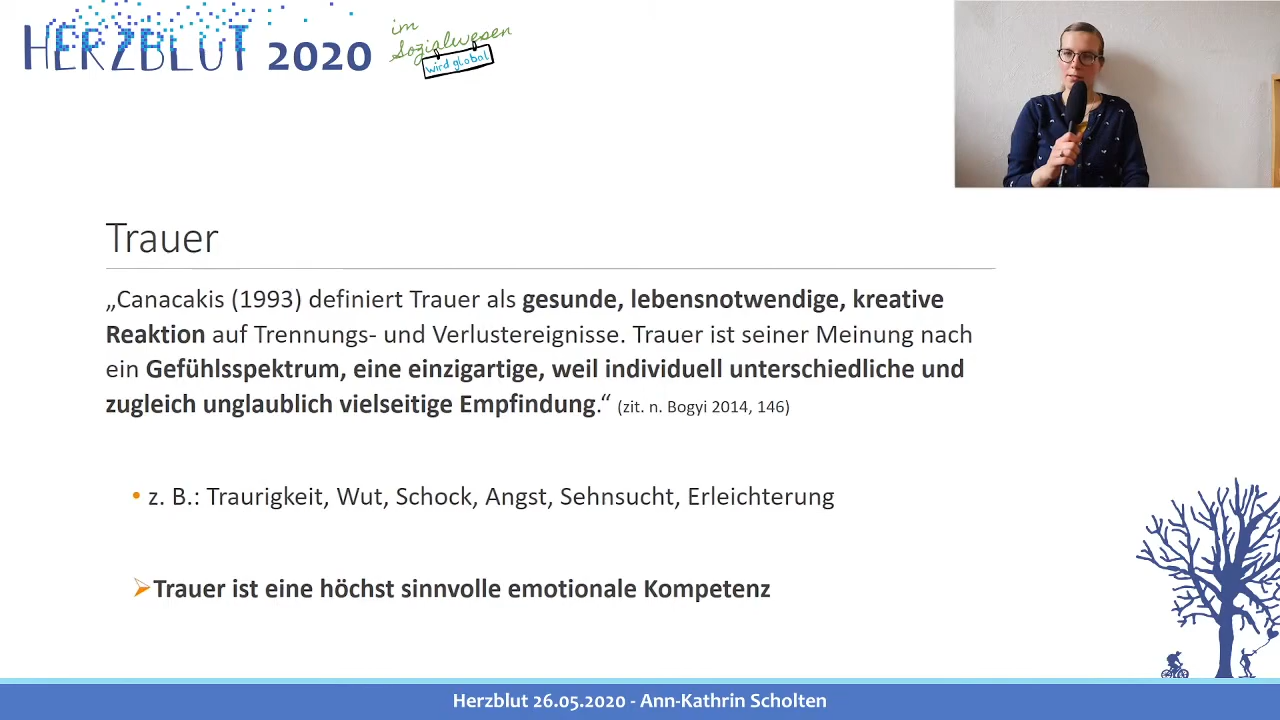 HERZBLUT 2020
im
Sozialwesen
wird global
Trauer
„Canacakis (1993) definiert Trauer als gesunde, lebensnotwendige, kreative
Reaktion auf Trennungs- und Verlustereignisse. Trauer ist seiner Meinung nach
ein Gefühlsspektrum, eine einzigartige, weil individuell unterschiedliche und
zugleich unglaublich vielseitige Empfindung.“ (zit. n. Bogyi 2014, 146)
• z. B.: Traurigkeit, Wut, Schock, Angst, Sehnsucht, Erleichterung
➢Trauer ist eine höchst sinnvolle emotionale Kompetenz
Herzblut 26.05.2020 - Ann-Kathrin Scholten